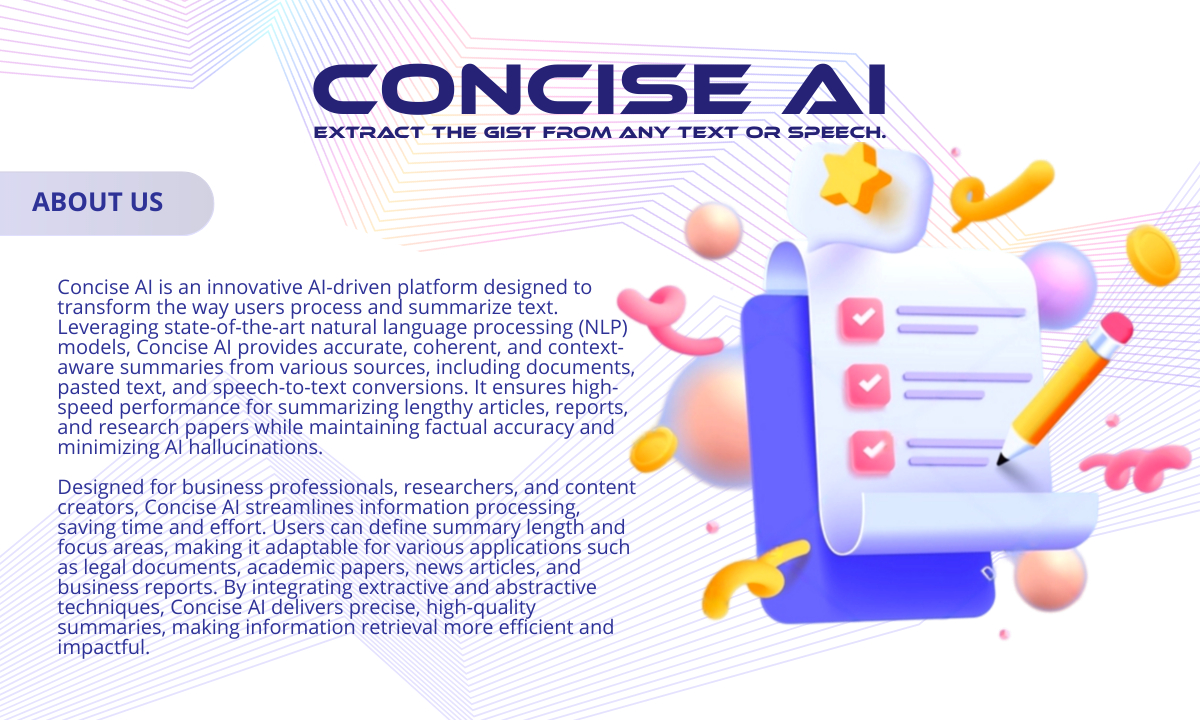 CONCISE AI
EXTRACT THE GIST FROM ANY TEXT OR SPEECH.
ABOUT US
Concise AI is an innovative AI-driven platform designed to
transform the way users process and summarize text.
Leveraging state-of-the-art natural language processing (NLP)
models, Concise AI provides accurate, coherent, and context-
aware summaries from various sources, including documents,
pasted text, and speech-to-text conversions. It ensures high-
speed performance for summarizing lengthy articles, reports,
and research papers while maintaining factual accuracy and
minimizing AI hallucinations.
Designed for business professionals, researchers, and content
creators, Concise AI streamlines information processing,
saving time and effort. Users can define summary length and
focus areas, making it adaptable for various applications such
as legal documents, academic papers, news articles, and
business reports. By integrating extractive and abstractive
techniques, Concise AI delivers precise, high-quality
summaries, making information retrieval more efficient and
impactful.